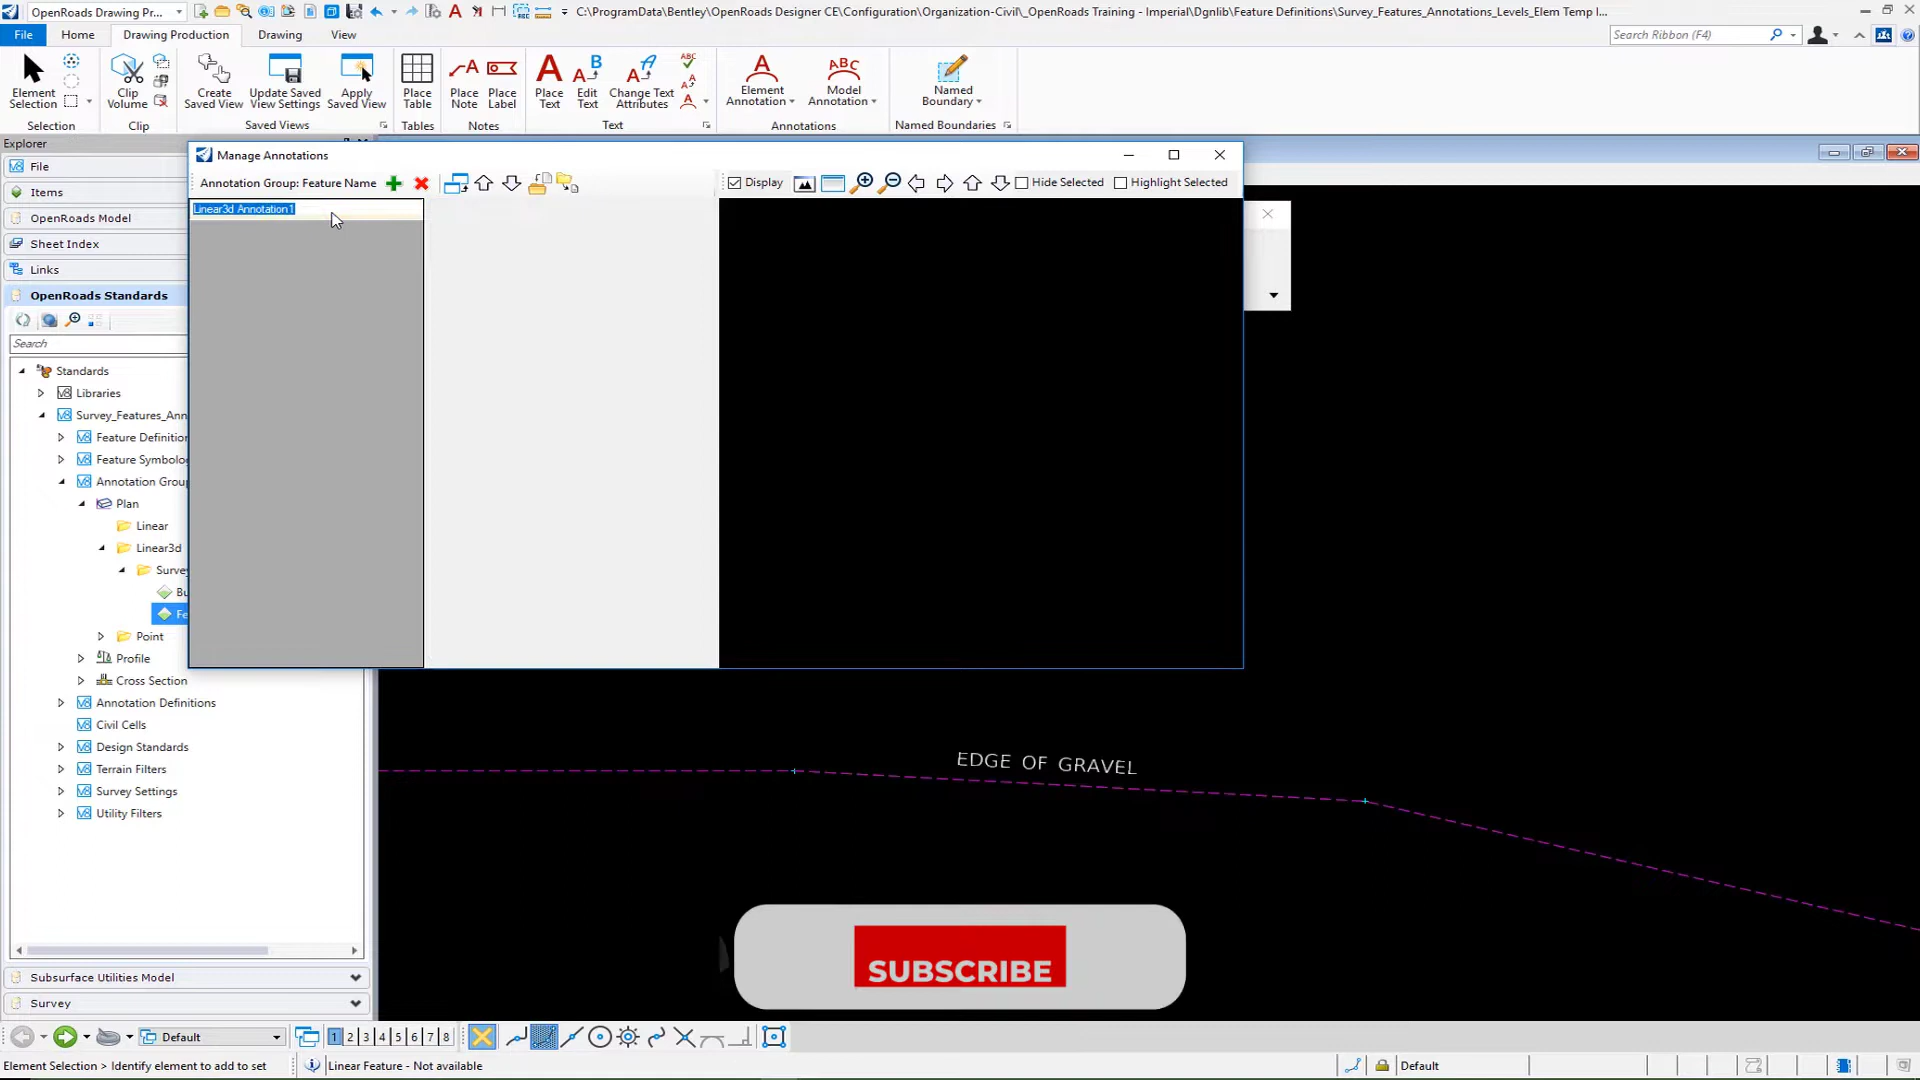 OpenRoads Drawing Pr...
C:\ProgramData\Bentley\OpenRoads Designer CE\Configuration\Organization-Civil\_OpenRoads Training - Imperial\Dgnlib\Feature Definitions\Survey_Features_Annotations_Levels_Elem Temp I...
File
Home
Drawing Production
Drawing
View
Search Ribbon (F4)
Element Selection
Clip Volume
Create Saved View
Update Saved View Settings
Apply Saved View
Place Table
Place Note
Place Label
Place Text
Edit Text
Change Text Attributes
Element Annotation
Model Annotation
Named Boundary
Selection
Clip
Saved Views
Tables
Notes
Text
Annotations
Named Boundaries
Explorer
File
Items
OpenRoads Model
Sheet Index
Links
OpenRoads Standards
Search
Standards
Libraries
Survey_Features_Ann
Feature Definition
Feature Symbolo
Annotation Grou
Plan
Linear
Linear3d
Surve
Bu
Fe
Point
Profile
Cross Section
Annotation Definitions
Civil Cells
Design Standards
Terrain Filters
Survey Settings
Utility Filters
Subsurface Utilities Model
Survey
Manage Annotations
Annotation Group: Feature Name
Display
Hide Selected
Highlight Selected
Linear3d Annotation1
EDGE OF GRAVEL
SUBSCRIBE
Default
1 2 3 4 5 6 7 8
Element Selection > Identify element to add to set
Linear Feature - Not available
Default